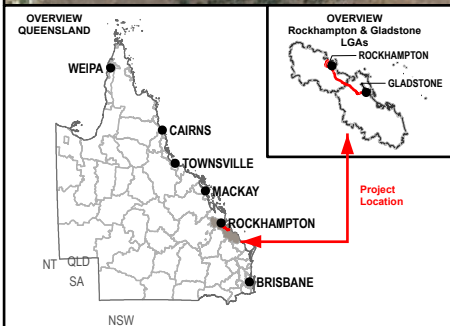 OVERVIEW
QUEENSLAND
WEIPA
CAIRNS
TOWNSVILLE
MACKAY
ROCKHAMPTON
BRISBANE
NT
QLD
SA
NSW
OVERVIEW
Rockhampton & Gladstone
LGAs
ROCKHAMPTON
GLADSTONE
Project
Location